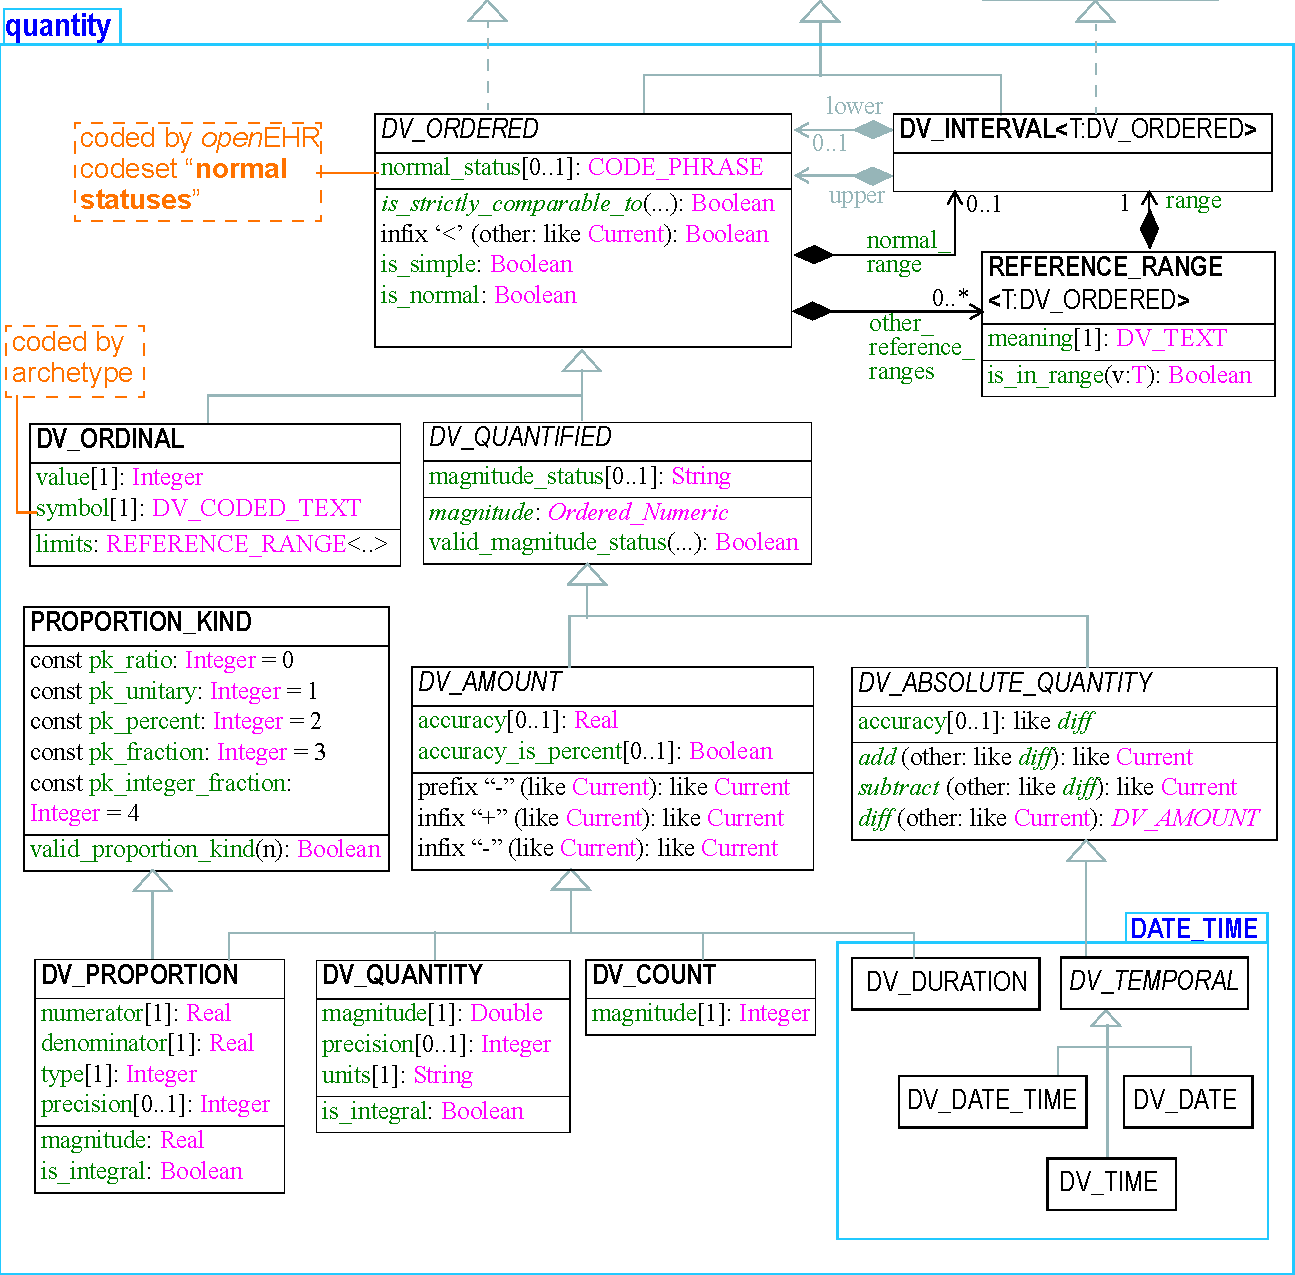 quantity
coded by openEHR
codeset “normal
statuses”
DV_ORDERED
normal_status[0..1]: CODE_PHRASE
is_strictly_comparable_to(...): Boolean
infix ‘<’ (other: like Current): Boolean
is_simple: Boolean
is_normal: Boolean
lower
0..1
upper
DV_INTERVAL<T:DV_ORDERED>
0..1
1
range
normal_
range
0..*
other_
reference_
ranges
REFERENCE_RANGE
<T:DV_ORDERED>
meaning[1]: DV_TEXT
is_in_range(v:T): Boolean
coded by
archetype
DV_ORDINAL
value[1]: Integer
symbol[1]: DV_CODED_TEXT
limits: REFERENCE_RANGE<..>
DV_QUANTIFIED
magnitude_status[0..1]: String
magnitude: Ordered_Numeric
valid_magnitude_status(...): Boolean
PROPORTION_KIND
const pk_ratio: Integer = 0
const pk_unitary: Integer = 1
const pk_percent: Integer = 2
const pk_fraction: Integer = 3
const pk_integer_fraction:
Integer = 4
valid_proportion_kind(n): Boolean
DV_AMOUNT
accuracy[0..1]: Real
accuracy_is_percent[0..1]: Boolean
prefix “-” (like Current): like Current
infix “+” (like Current): like Current
infix “-” (like Current): like Current
DV_ABSOLUTE_QUANTITY
accuracy[0..1]: like diff
add (other: like diff): like Current
subtract (other: like diff): like Current
diff (other: like Current): DV_AMOUNT
DV_PROPORTION
numerator[1]: Real
denominator[1]: Real
type[1]: Integer
precision[0..1]: Integer
magnitude: Real
is_integral: Boolean
DV_QUANTITY
magnitude[1]: Double
precision[0..1]: Integer
units[1]: String
is_integral: Boolean
DV_COUNT
magnitude[1]: Integer
DATE_TIME
DV_DURATION
DV_TEMPORAL
DV_DATE_TIME
DV_DATE
DV_TIME